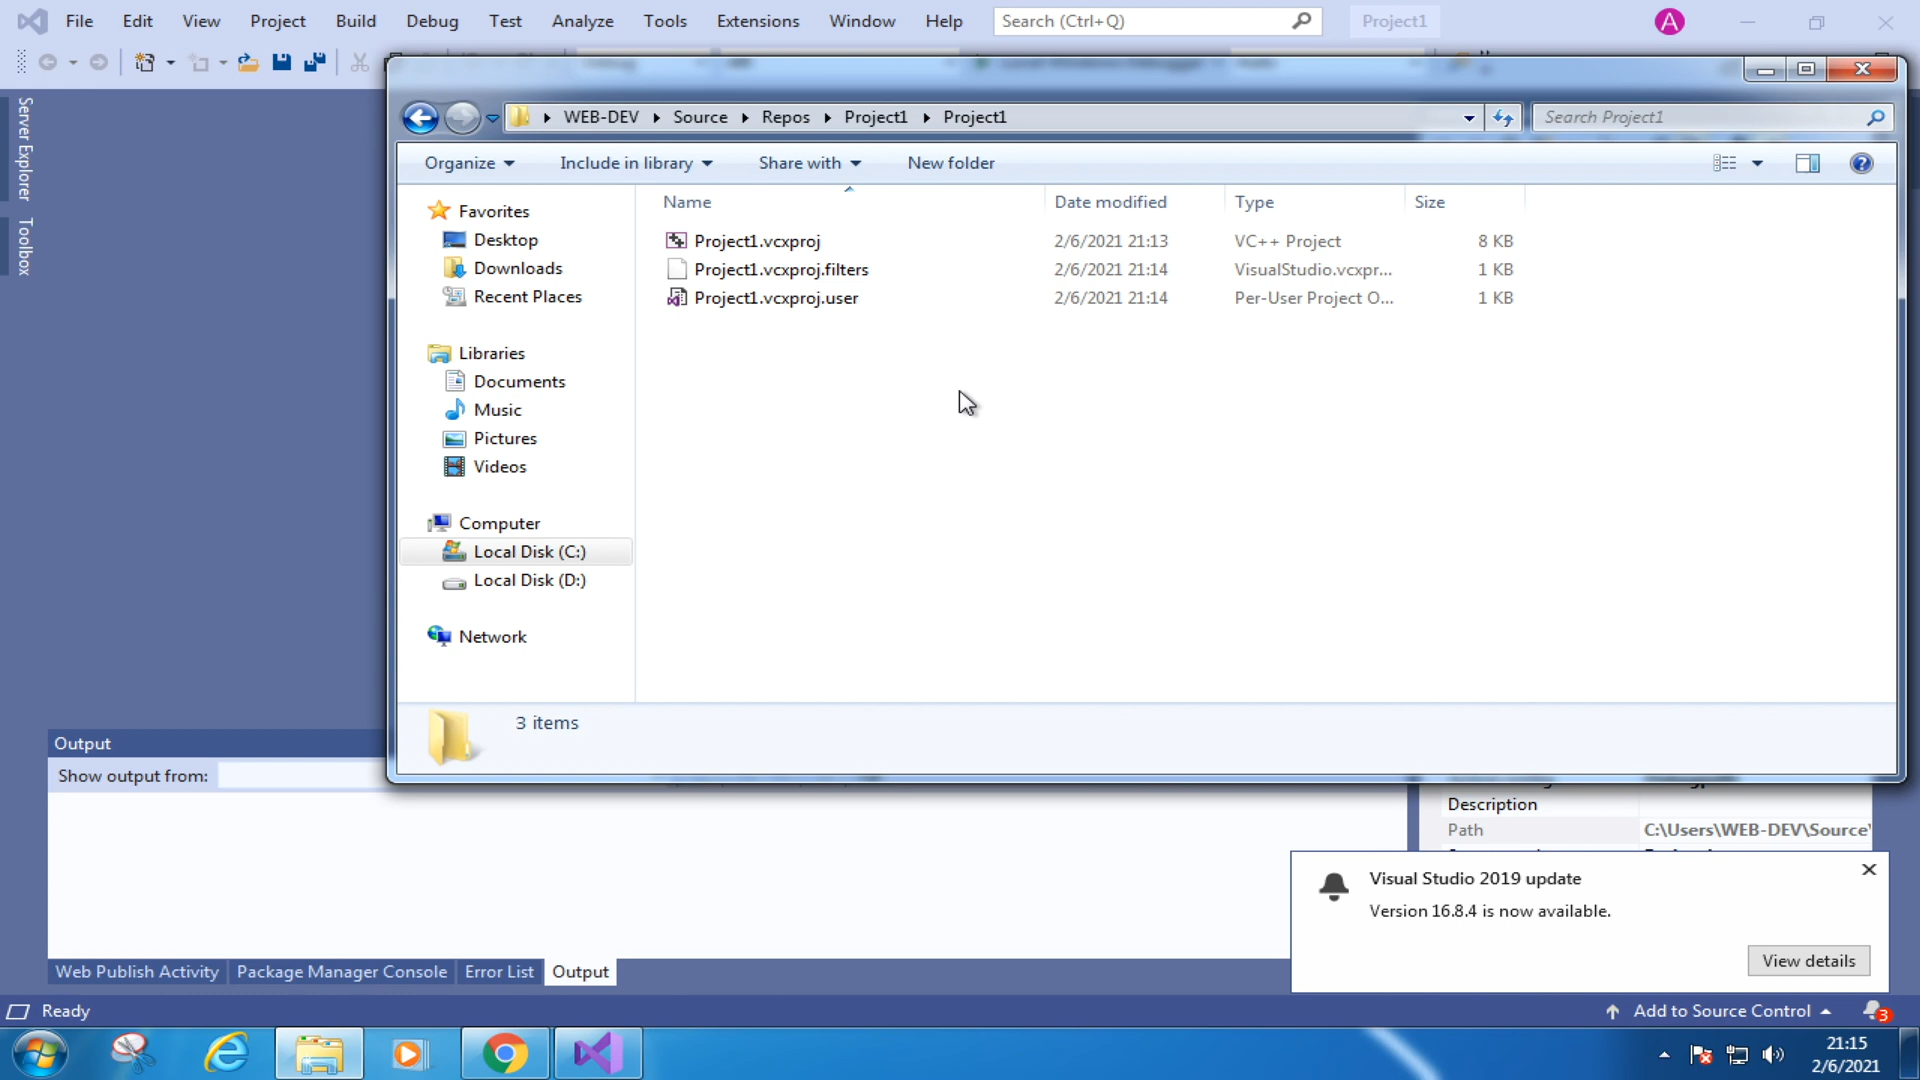 File Edit View Project Build Debug Test Analyze Tools Extensions Window Help Search (Ctrl+Q) Project1 A
Server Explorer
Toolbox
WEB-DEV Source Repos Project1 Project1 Search Project1
Organize Include in library Share with New folder
Name Date modified Type Size
Project1.vcxproj 2/6/2021 21:13 VC++ Project 8 KB
Project1.vcxproj.filters 2/6/2021 21:14 VisualStudio.vcxpr... 1 KB
Project1.vcxproj.user 2/6/2021 21:14 Per-User Project O... 1 KB
Favorites
Desktop
Downloads
Recent Places
Libraries
Documents
Music
Pictures
Videos
Computer
Local Disk (C:)
Local Disk (D:)
Network
3 items
Output
Show output from:
Description
Path C:\Users\WEB-DEV\Source\
Visual Studio 2019 update
Version 16.8.4 is now available.
View details
Web Publish Activity Package Manager Console Error List Output
Ready Add to Source Control 3
21:15
2/6/2021